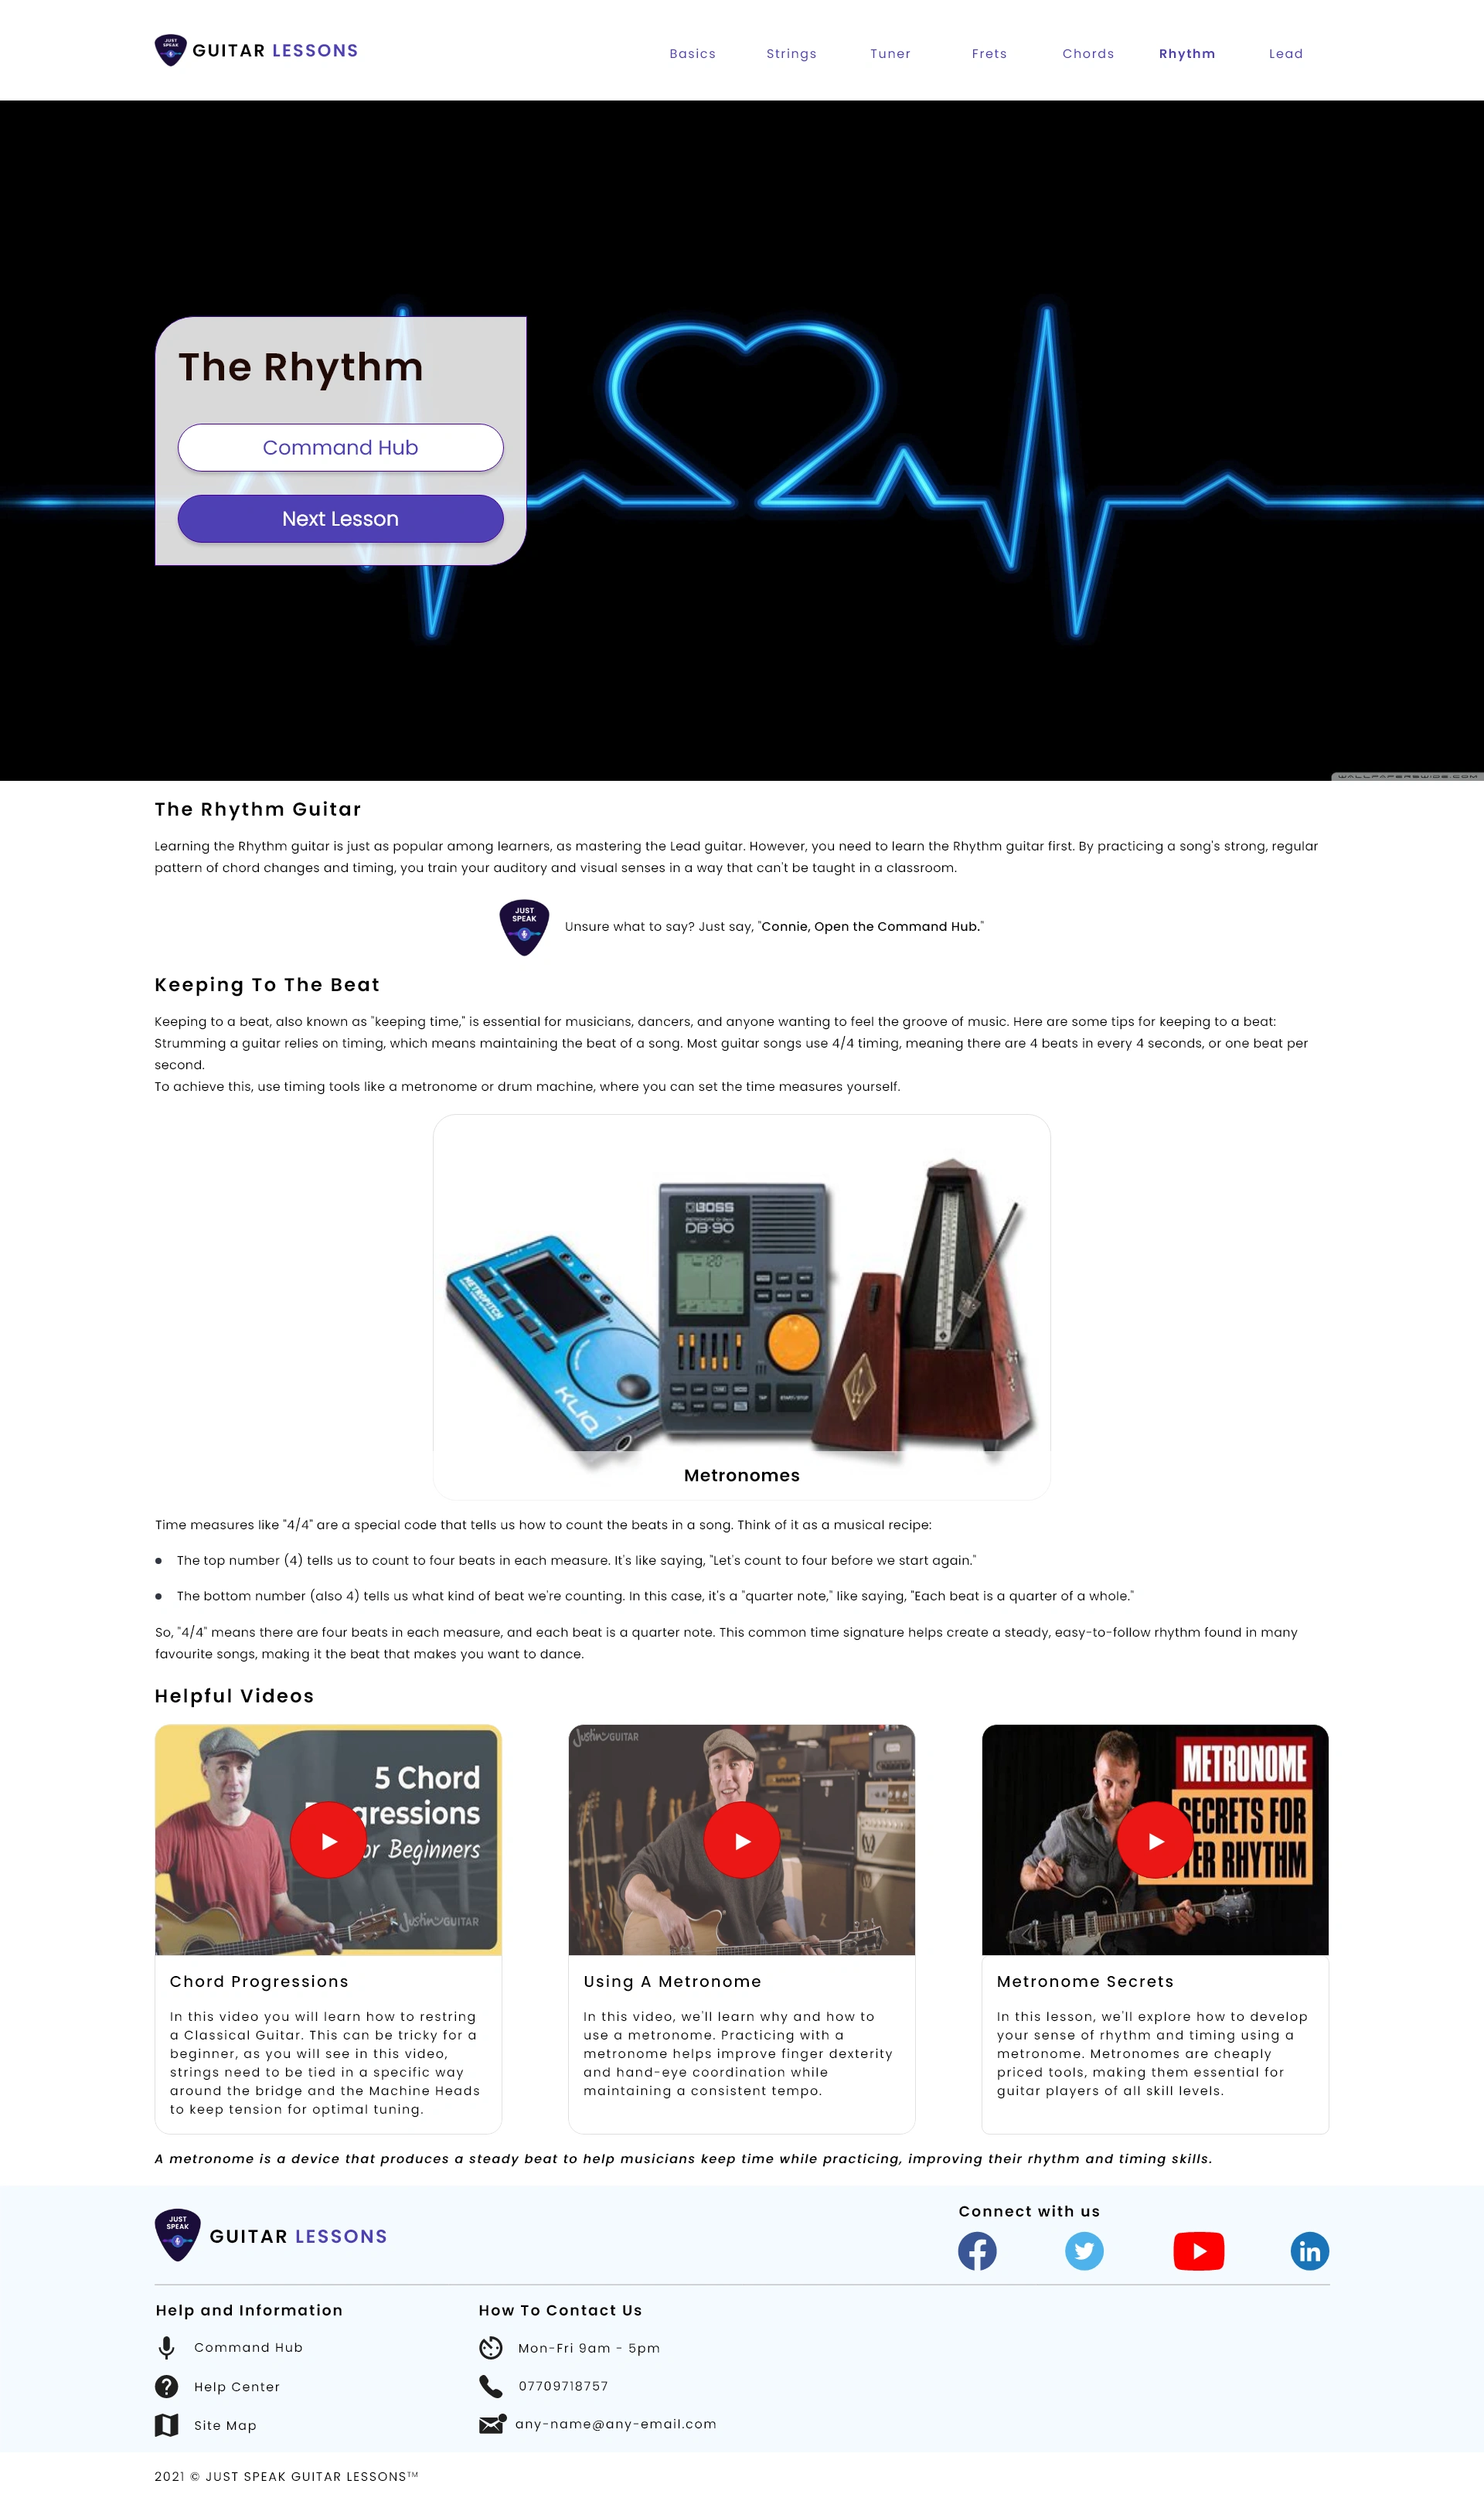 JUST
SPEAK
GUITAR LESSONS
Basics
Strings
Tuner
Frets
Chords
Rhythm
Lead
The Rhythm
Command Hub
Next Lesson
WALLPAPERSWIDE.COM
The Rhythm Guitar
Learning the Rhythm guitar is just as popular among learners, as mastering the Lead guitar. However, you need to learn the Rhythm guitar first. By practicing a song's strong, regular
pattern of chord changes and timing, you train your auditory and visual senses in a way that can't be taught in a classroom.
JUST
SPEAK
Unsure what to say? Just say, "Connie, Open the Command Hub."
Keeping To The Beat
Keeping to a beat, also known as "keeping time," is essential for musicians, dancers, and anyone wanting to feel the groove of music. Here are some tips for keeping to a beat:
Strumming a guitar relies on timing, which means maintaining the beat of a song. Most guitar songs use 4/4 timing, meaning there are 4 beats in every 4 seconds, or one beat per
second.
To achieve this, use timing tools like a metronome or drum machine, where you can set the time measures yourself.
BOSS
DB-90
120
METROPITCH
KLIQ
START/STOP
Metronomes
Time measures like "4/4" are a special code that tells us how to count the beats in a song. Think of it as a musical recipe:
The top number (4) tells us to count to four beats in each measure. It's like saying, "Let's count to four before we start again."
The bottom number (also 4) tells us what kind of beat we're counting. In this case, it's a "quarter note," like saying, "Each beat is a quarter of a whole."
So, "4/4" means there are four beats in each measure, and each beat is a quarter note. This common time signature helps create a steady, easy-to-follow rhythm found in many
favourite songs, making it the beat that makes you want to dance.
Helpful Videos
5 Chord
gressions
or Beginners
Justin GUITAR
Justin GUITAR
METRONOME
SECRETS FOR
TER RHYTHM
Chord Progressions
In this video you will learn how to restring
a Classical Guitar. This can be tricky for a
beginner, as you will see in this video,
strings need to be tied in a specific way
around the bridge and the Machine Heads
to keep tension for optimal tuning.
Using A Metronome
In this video, we'll learn why and how to
use a metronome. Practicing with a
metronome helps improve finger dexterity
and hand-eye coordination while
maintaining a consistent tempo.
Metronome Secrets
In this lesson, we'll explore how to develop
your sense of rhythm and timing using a
metronome. Metronomes are cheaply
priced tools, making them essential for
guitar players of all skill levels.
A metronome is a device that produces a steady beat to help musicians keep time while practicing, improving their rhythm and timing skills.
JUST
SPEAK
GUITAR LESSONS
Connect with us
Help and Information
Command Hub
Help Center
Site Map
How To Contact Us
Mon-Fri 9am - 5pm
07709718757
any-name@any-email.com
2021 © JUST SPEAK GUITAR LESSONS™